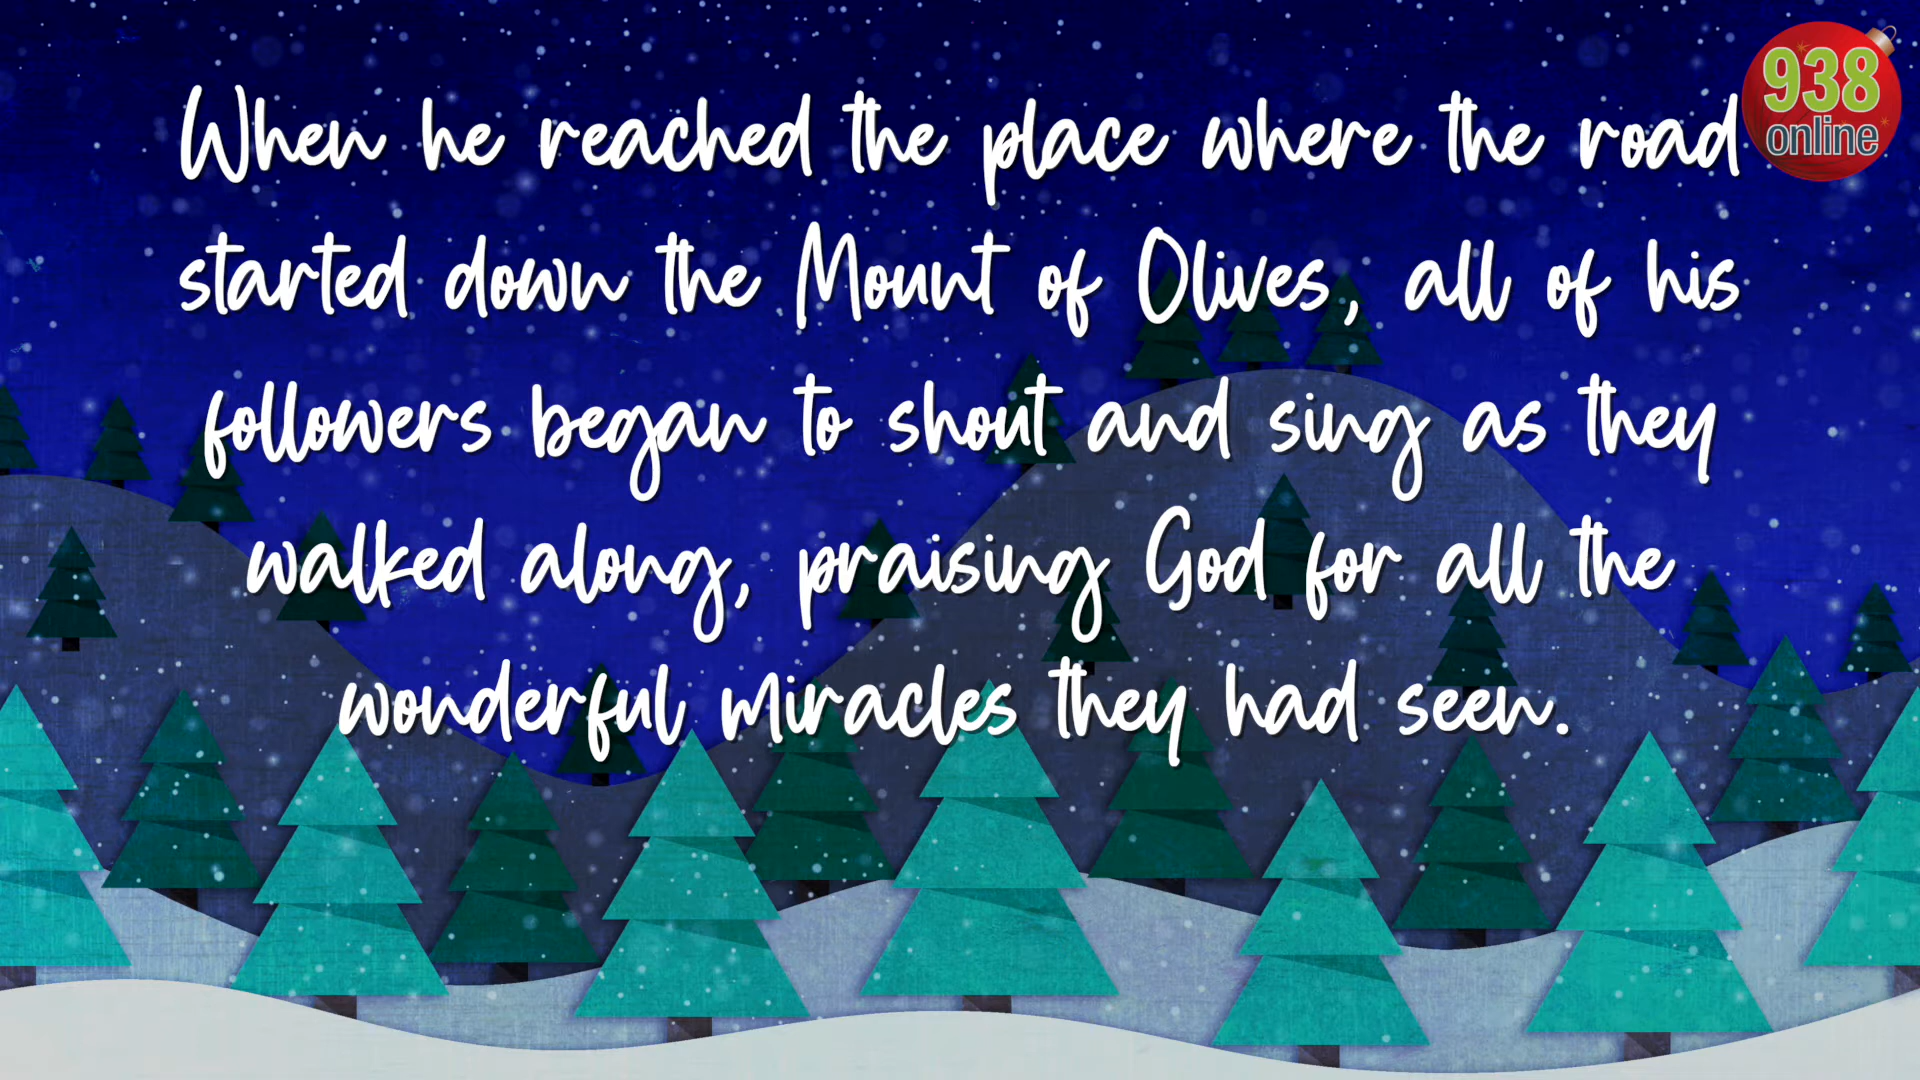 When he reached the place where the road
started down the Mount of Olives, all of his
followers began to shout and sing as they
walked along, praising God for all the
wonderful miracles they had seen.
938
online